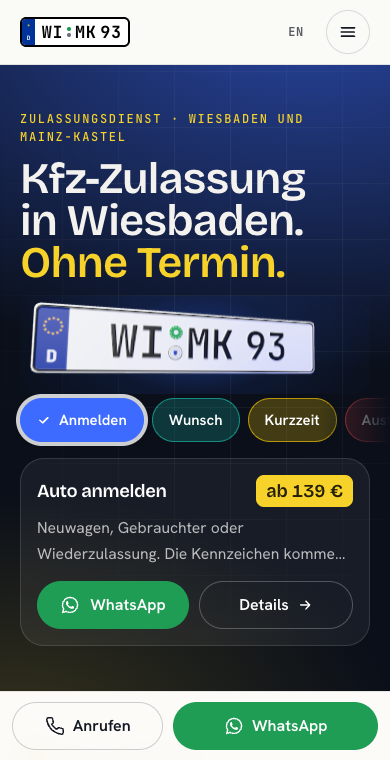 D WI MK 93
EN
ZULASSUNGSDIENST · WIESBADEN UND
MAINZ-KASTEL
Kfz-Zulassung
in Wiesbaden.
Ohne Termin.
D WI MK 93
Anmelden Wunsch Kurzzeit Aus
Auto anmelden ab 139 €
Neuwagen, Gebrauchter oder
Wiederzulassung. Die Kennzeichen komme…
WhatsApp Details →
Anrufen WhatsApp